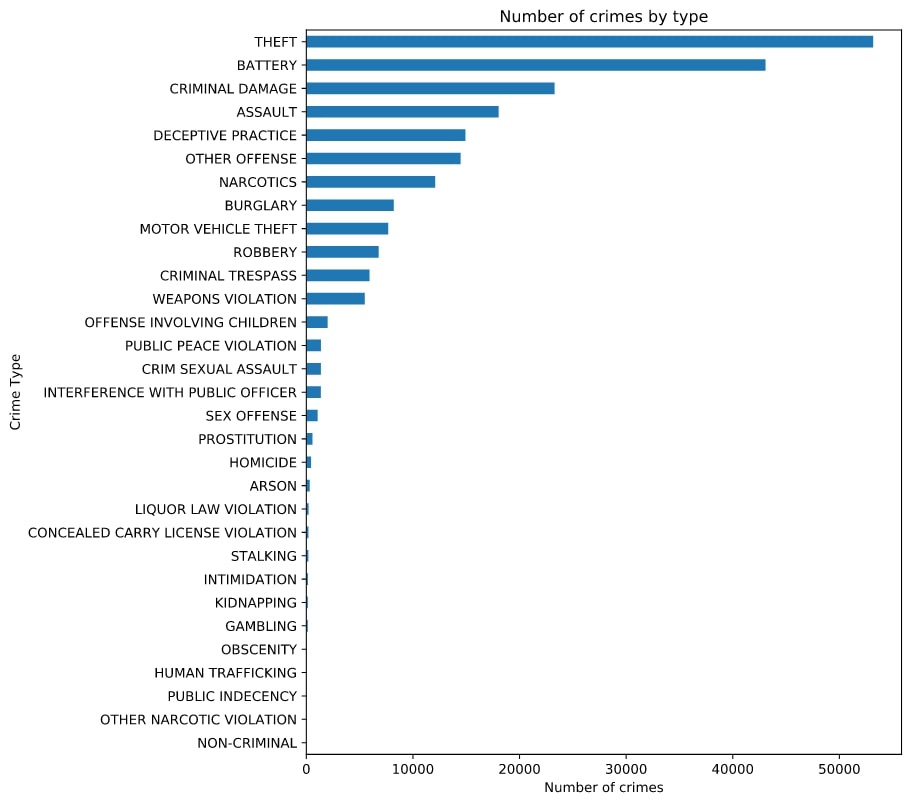 Number of crimes by type
THEFT
BATTERY
CRIMINAL DAMAGE
ASSAULT
DECEPTIVE PRACTICE
OTHER OFFENSE
NARCOTICS
BURGLARY
MOTOR VEHICLE THEFT
ROBBERY
CRIMINAL TRESPASS
WEAPONS VIOLATION
OFFENSE INVOLVING CHILDREN
PUBLIC PEACE VIOLATION
CRIM SEXUAL ASSAULT
INTERFERENCE WITH PUBLIC OFFICER
SEX OFFENSE
PROSTITUTION
HOMICIDE
ARSON
LIQUOR LAW VIOLATION
CONCEALED CARRY LICENSE VIOLATION
STALKING
INTIMIDATION
KIDNAPPING
GAMBLING
OBSCENITY
HUMAN TRAFFICKING
PUBLIC INDECENCY
OTHER NARCOTIC VIOLATION
NON-CRIMINAL
Crime Type
0 10000 20000 30000 40000 50000
Number of crimes